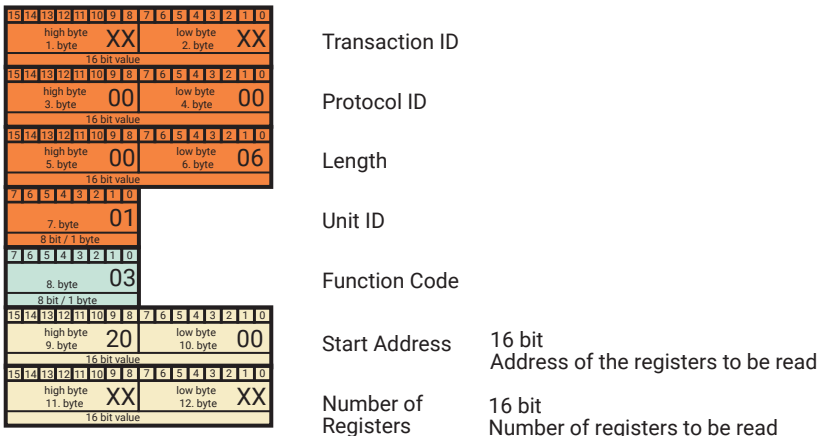 15 14 13 12 11 10 9 8 7 6 5 4 3 2 1 0
high byte XX low byte XX
1. byte 2. byte
16 bit value
Transaction ID
15 14 13 12 11 10 9 8 7 6 5 4 3 2 1 0
high byte 00 low byte 00
3. byte 4. byte
16 bit value
Protocol ID
15 14 13 12 11 10 9 8 7 6 5 4 3 2 1 0
high byte 00 low byte 06
5. byte 6. byte
16 bit value
Length
7 6 5 4 3 2 1 0
7. byte 01
8 bit / 1 byte
Unit ID
7 6 5 4 3 2 1 0
8. byte 03
8 bit / 1 byte
Function Code
15 14 13 12 11 10 9 8 7 6 5 4 3 2 1 0
high byte 20 low byte 00
9. byte 10. byte
16 bit value
Start Address 16 bit
Address of the registers to be read
15 14 13 12 11 10 9 8 7 6 5 4 3 2 1 0
high byte XX low byte XX
11. byte 12. byte
16 bit value
Number of 16 bit
Registers Number of registers to be read